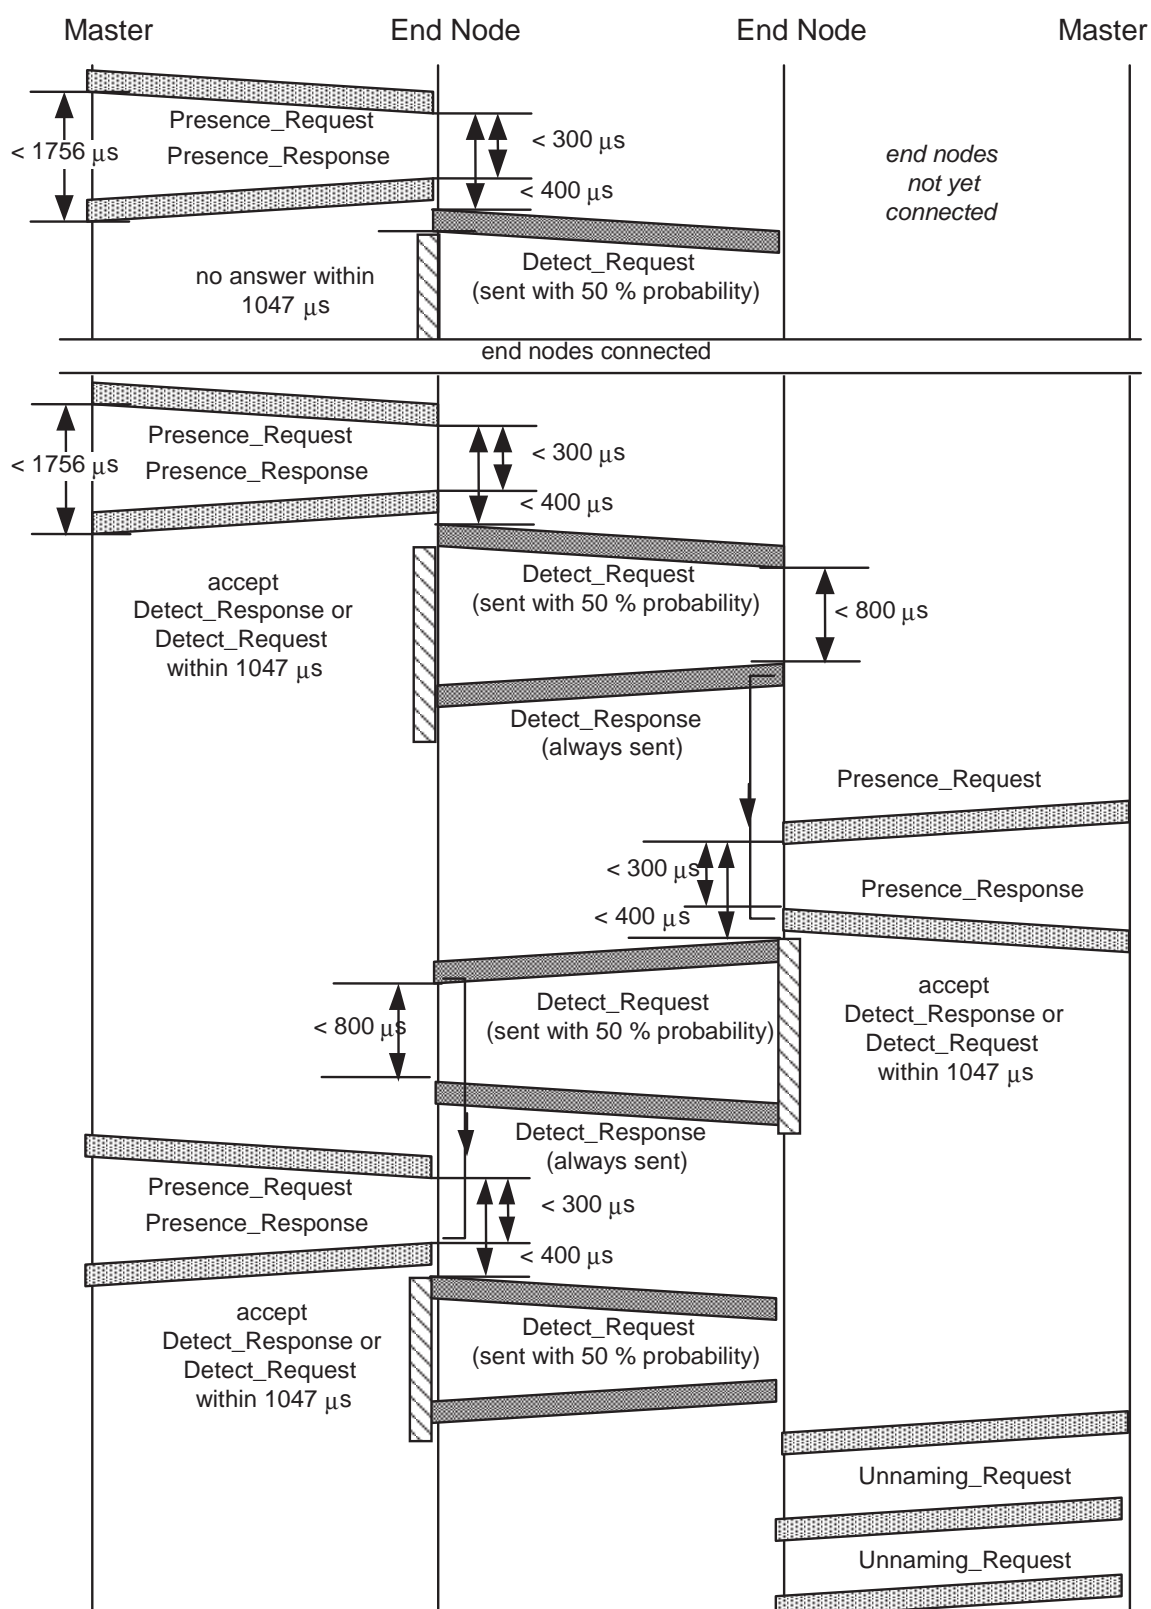 Master
End Node
End Node
Master
Presence_Request
< 1756 μs
Presence_Response
< 300 μs
< 400 μs
end nodes
not yet
connected
Detect_Request
(sent with 50 % probability)
no answer within
1047 μs
end nodes connected
Presence_Request
< 1756 μs
Presence_Response
< 300 μs
< 400 μs
Detect_Request
(sent with 50 % probability)
accept
Detect_Response or
Detect_Request
within 1047 μs
< 800 μs
Detect_Response
(always sent)
Presence_Request
< 300 μs
Presence_Response
< 400 μs
Detect_Request
(sent with 50 % probability)
< 800 μs
accept
Detect_Response or
Detect_Request
within 1047 μs
Detect_Response
(always sent)
Presence_Request
Presence_Response
< 300 μs
< 400 μs
accept
Detect_Response or
Detect_Request
within 1047 μs
Detect_Request
(sent with 50 % probability)
Unnaming_Request
Unnaming_Request